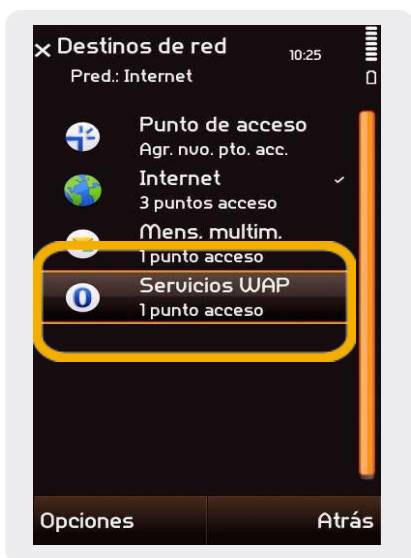 Destinos de red
10:25
Pred.: Internet
Punto de acceso
Agr. nvo. pto. acc.
Internet
3 puntos acceso
Mens. multim.
1 punto acceso
Servicios WAP
1 punto acceso
Opciones
Atrás